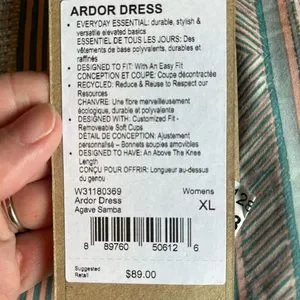 ARDOR DRESS
• EVERYDAY ESSENTIAL: durable, stylish &
versatile elevated basics
ESSENTIEL DE TOUS LES JOURS: Des
vêtements de base polyvalents, durables et
raffinés
• DESIGNED TO FIT: With An Easy Fit
CONCEPTION ET COUPE: Coupe décontractée
• RECYCLED: Reduce & Reuse to Respect our
Resources
CHANVRE: Une fibre merveilleusement
écologique, durable et polyvalente
• DESIGNED WITH: Customized Fit -
Removeable Soft Cups
DÉTAIL DE CONCEPTION: Ajustement
personnalisé – Bonnets souples amovibles
• DESIGNED TO HAVE: An Above The Knee
Length
CONÇU POUR OFFRIR: Longueur au-dessus
du genou
W31180369 Womens
Ardor Dress XL
Agave Samba
8 89760 50612 6
Suggested
Retail $89.00